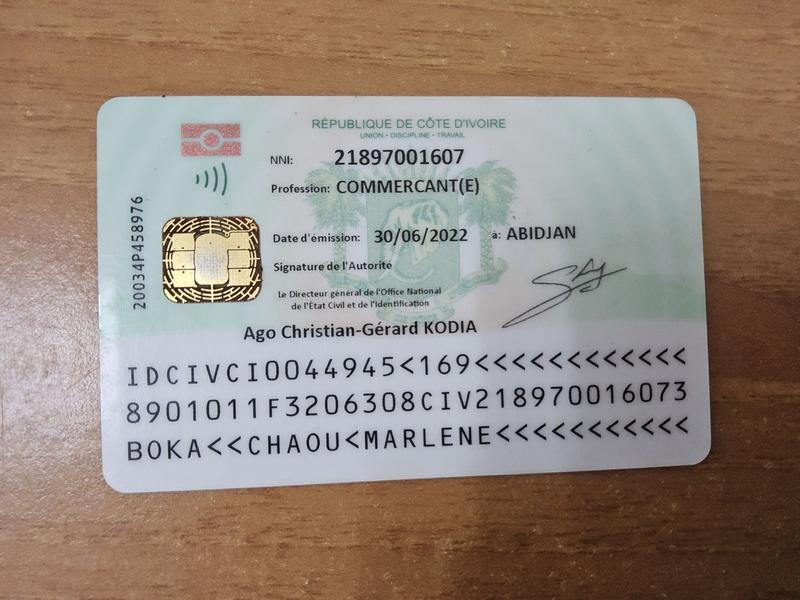 RÉPUBLIQUE DE CÔTE D'IVOIRE
UNION - DISCIPLINE - TRAVAIL
NNI: 21897001607
Profession: COMMERCANT(E)
Date d'émission: 30/06/2022 à: ABIDJAN
Signature de l'Autorité
Le Directeur général de l'Office National
de l'État Civil et de l'Identification
Ago Christian-Gérard KODIA
20034P458976
IDCIVCI0044945<169<<<<<<<<<<<<
8901011F3206308CIV218970016073
BOKA<<CHAOU<MARLENE<<<<<<<<<<<